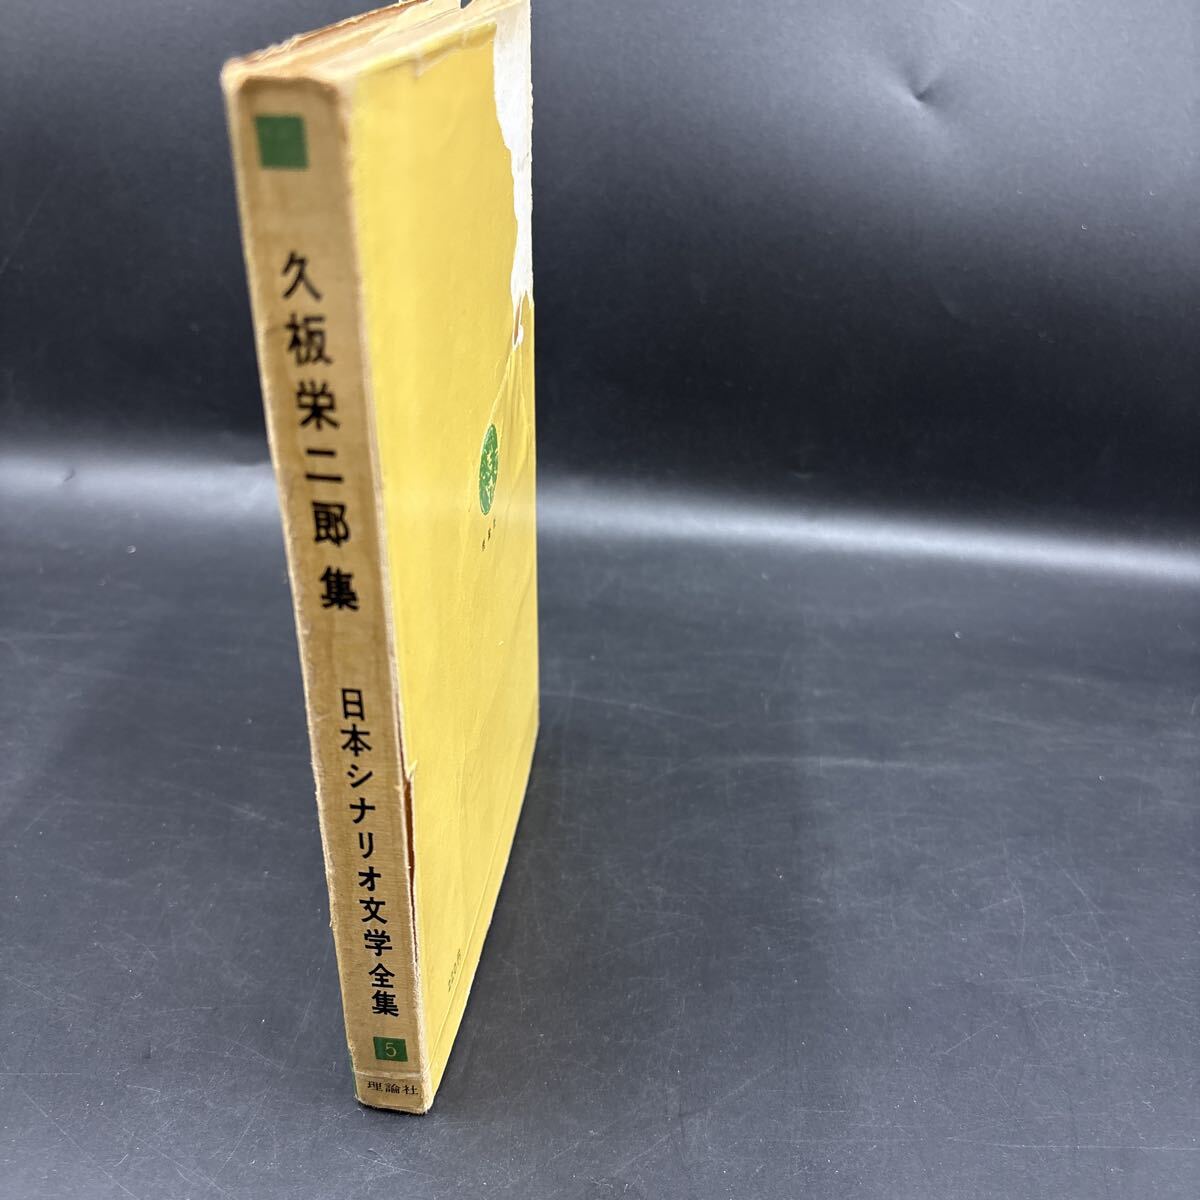 久板栄二郎集
日本シナリオ文学全集
5
理論社